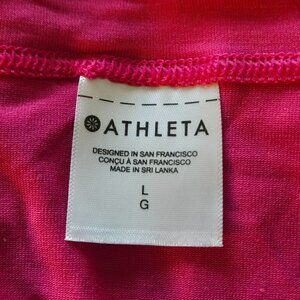 ATHLETA
DESIGNED IN SAN FRANCISCO
CONÇU À SAN FRANCISCO
MADE IN SRI LANKA
L
G